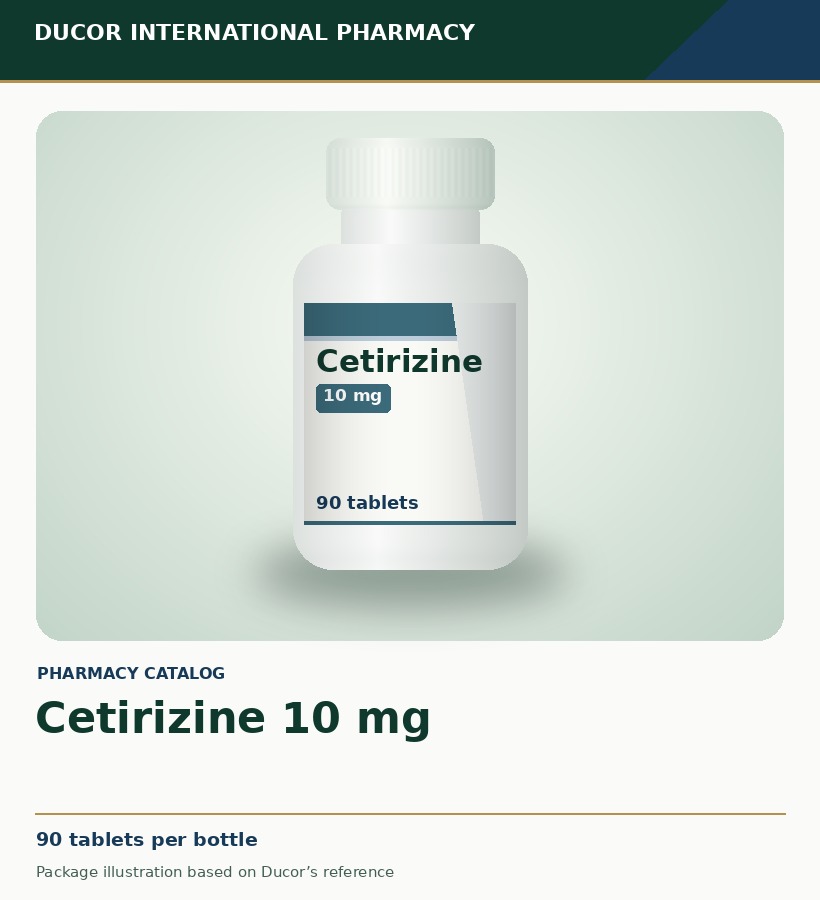 DUCOR INTERNATIONAL PHARMACY
Cetirizine
10 mg
90 tablets
PHARMACY CATALOG
Cetirizine 10 mg
90 tablets per bottle
Package illustration based on Ducor’s reference